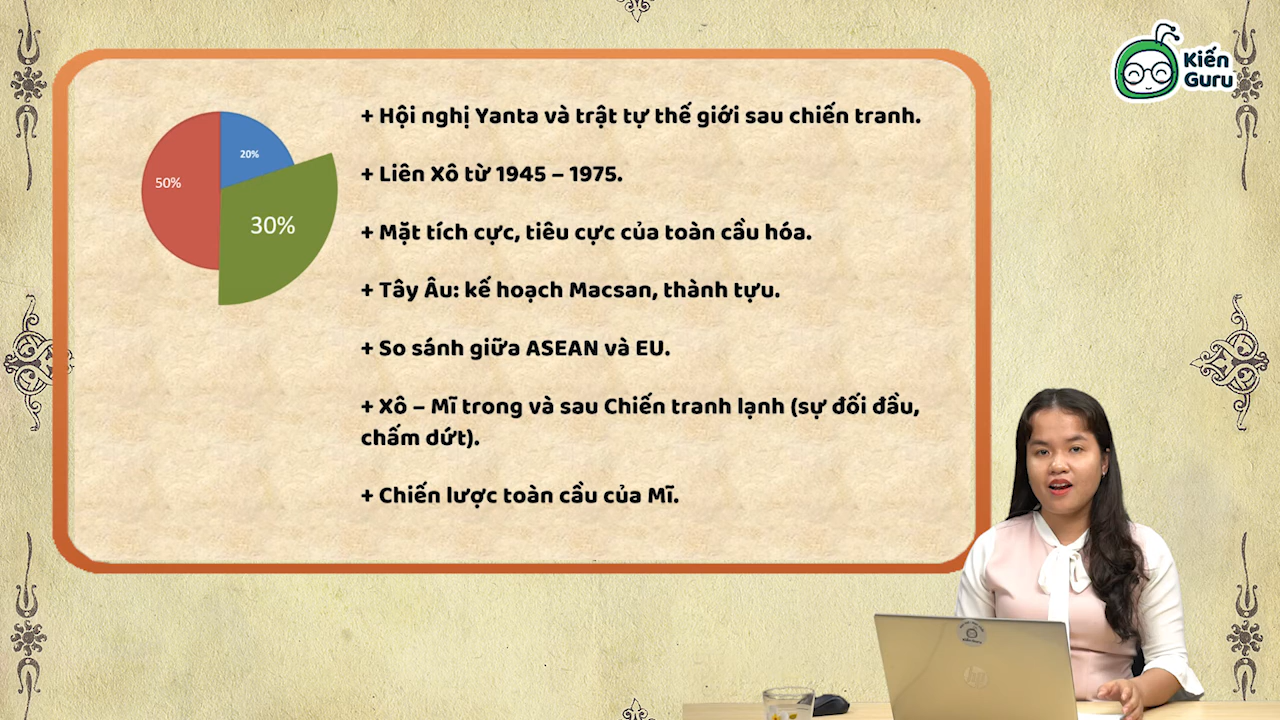 Kiến
Guru
+ Hội nghị Yanta và trật tự thế giới sau chiến tranh.
20%
50%
30%
+ Liên Xô từ 1945 – 1975.
+ Mặt tích cực, tiêu cực của toàn cầu hóa.
+ Tây Âu: kế hoạch Macsan, thành tựu.
+ So sánh giữa ASEAN và EU.
+ Xô – Mĩ trong và sau Chiến tranh lạnh (sự đối đầu,
chấm dứt).
+ Chiến lược toàn cầu của Mĩ.
hp